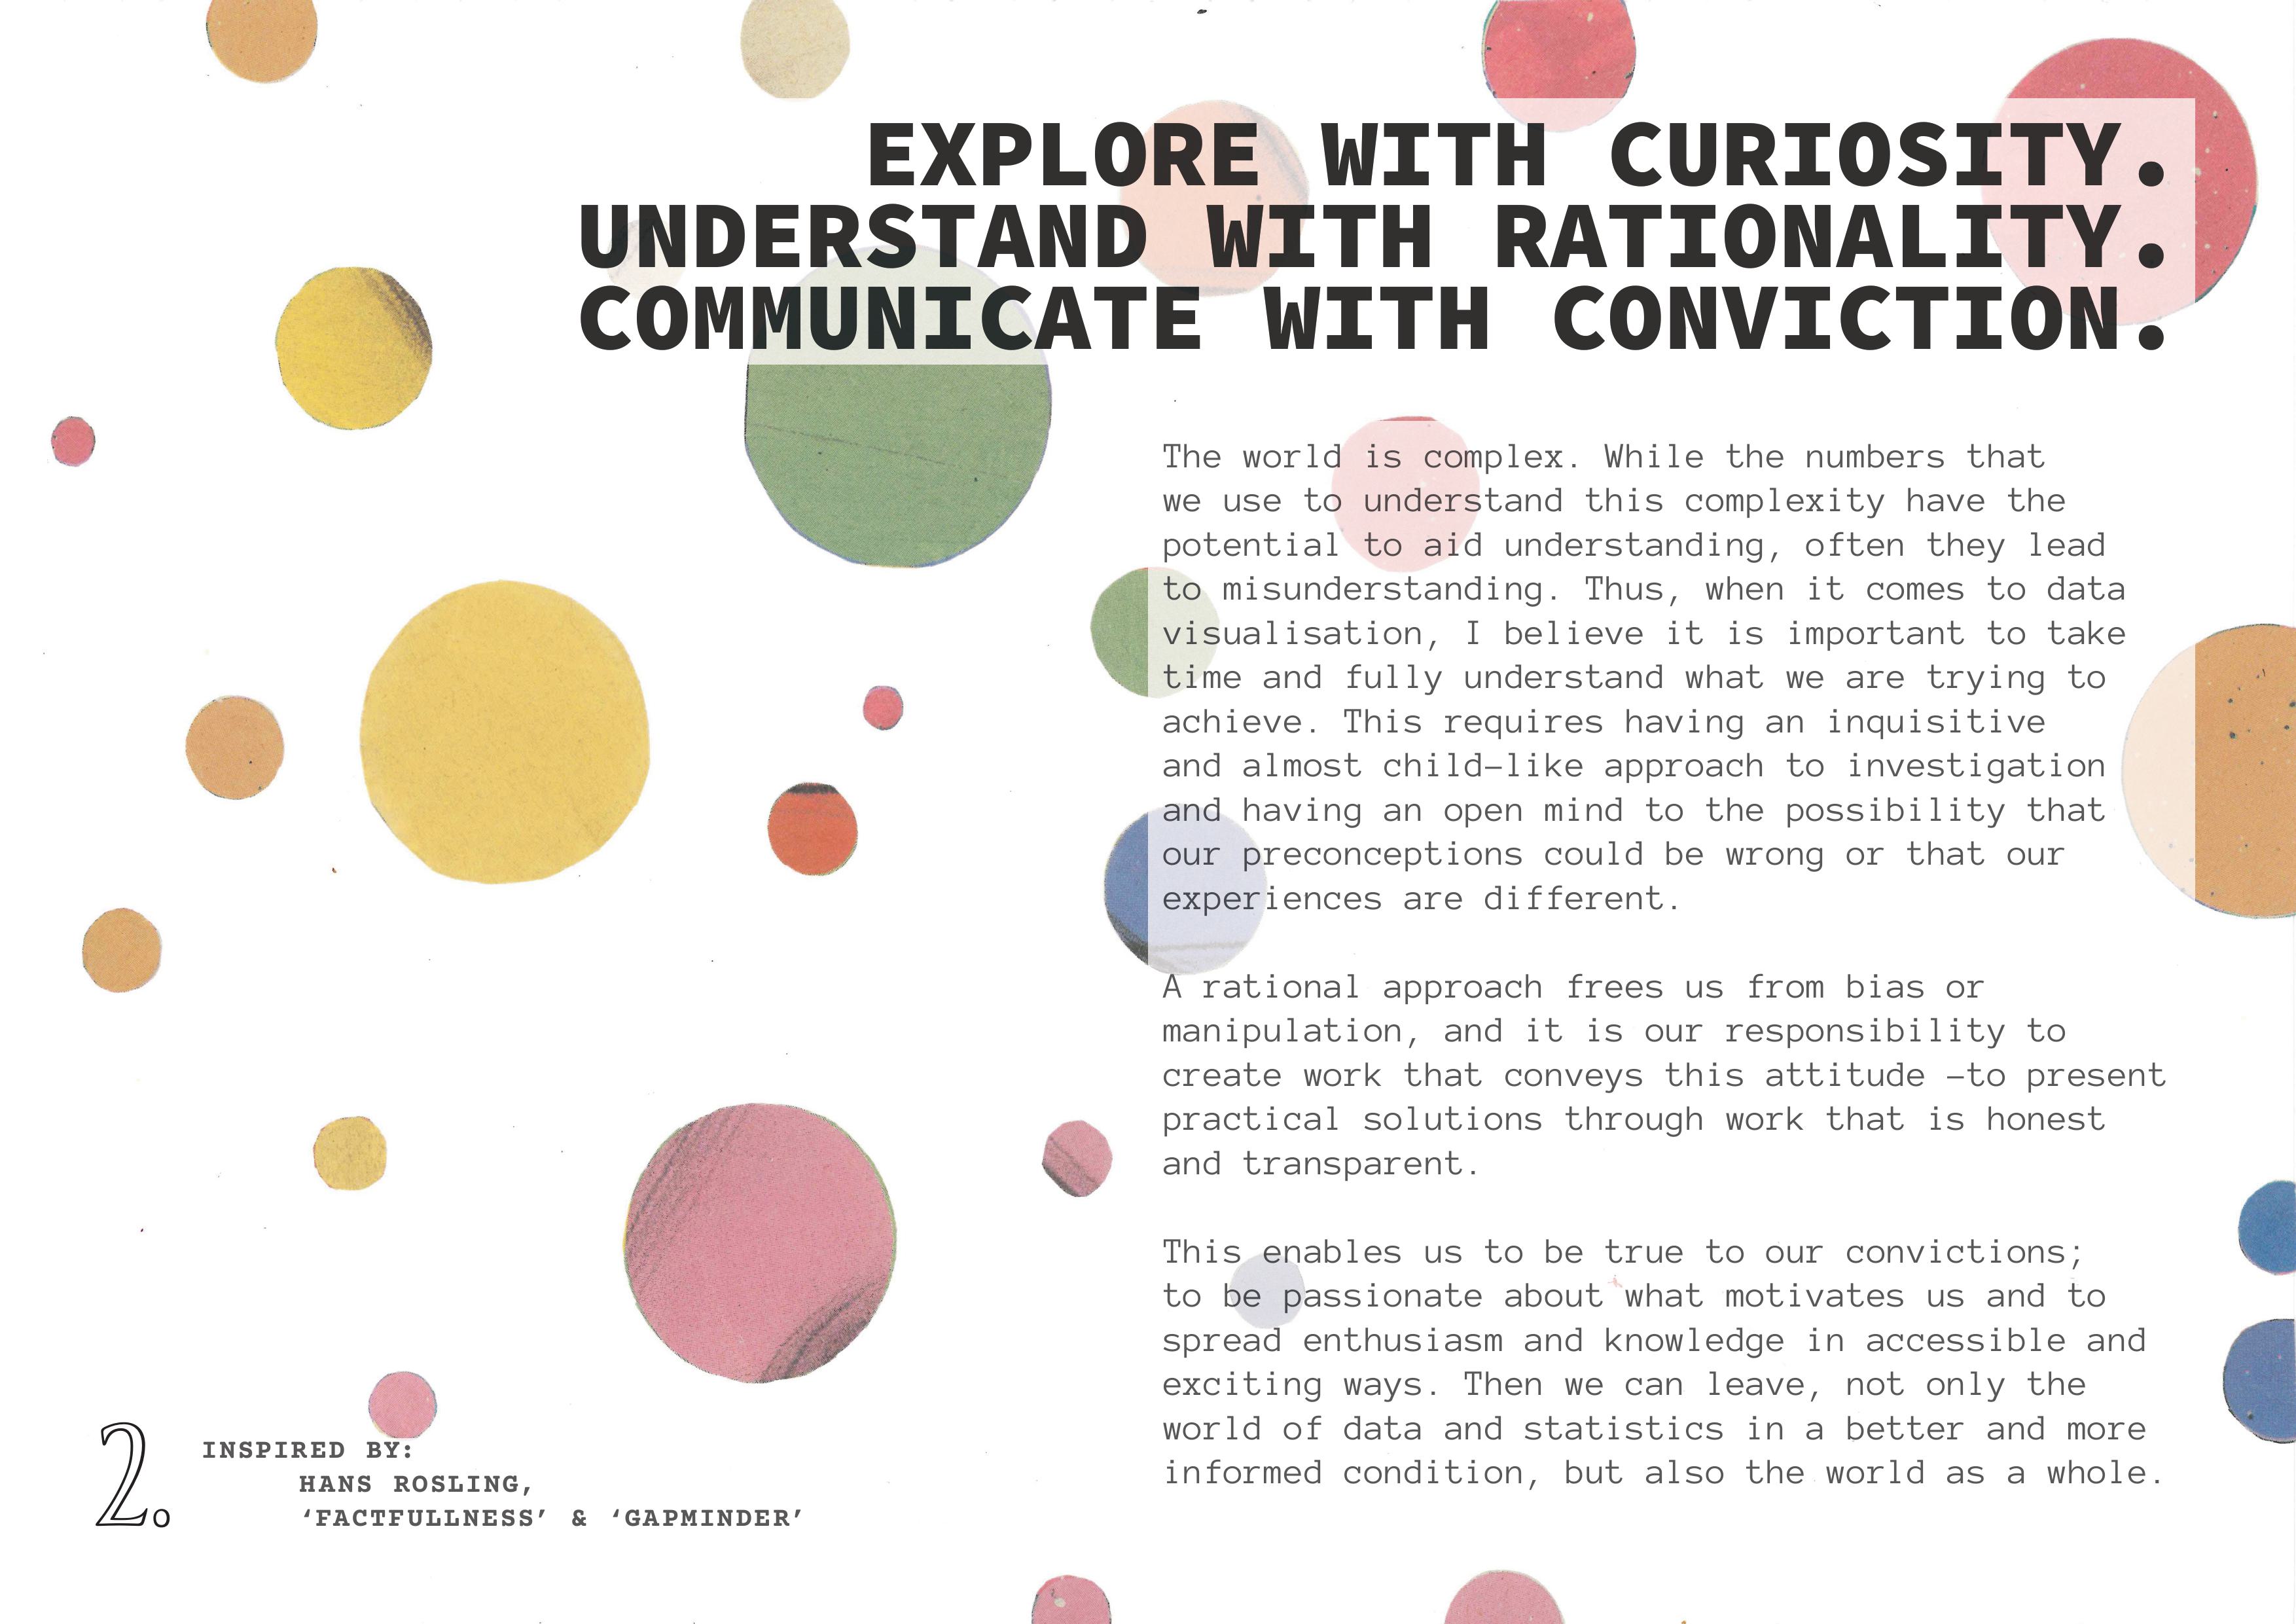 EXPLORE WITH CURIOSITY.
UNDERSTAND WITH RATIONALITY.
COMMUNICATE WITH CONVICTION.
The world is complex. While the numbers that
we use to understand this complexity have the
potential to aid understanding, often they lead
to misunderstanding. Thus, when it comes to data
visualisation, I believe it is important to take
time and fully understand what we are trying to
achieve. This requires having an inquisitive
and almost child-like approach to investigation
and having an open mind to the possibility that
our preconceptions could be wrong or that our
experiences are different.
A rational approach frees us from bias or
manipulation, and it is our responsibility to
create work that conveys this attitude –to present
practical solutions through work that is honest
and transparent.
This enables us to be true to our convictions;
to be passionate about what motivates us and to
spread enthusiasm and knowledge in accessible and
exciting ways. Then we can leave, not only the
world of data and statistics in a better and more
informed condition, but also the world as a whole.
2.
INSPIRED BY:
HANS ROSLING,
‘FACTFULLNESS’ & ‘GAPMINDER’